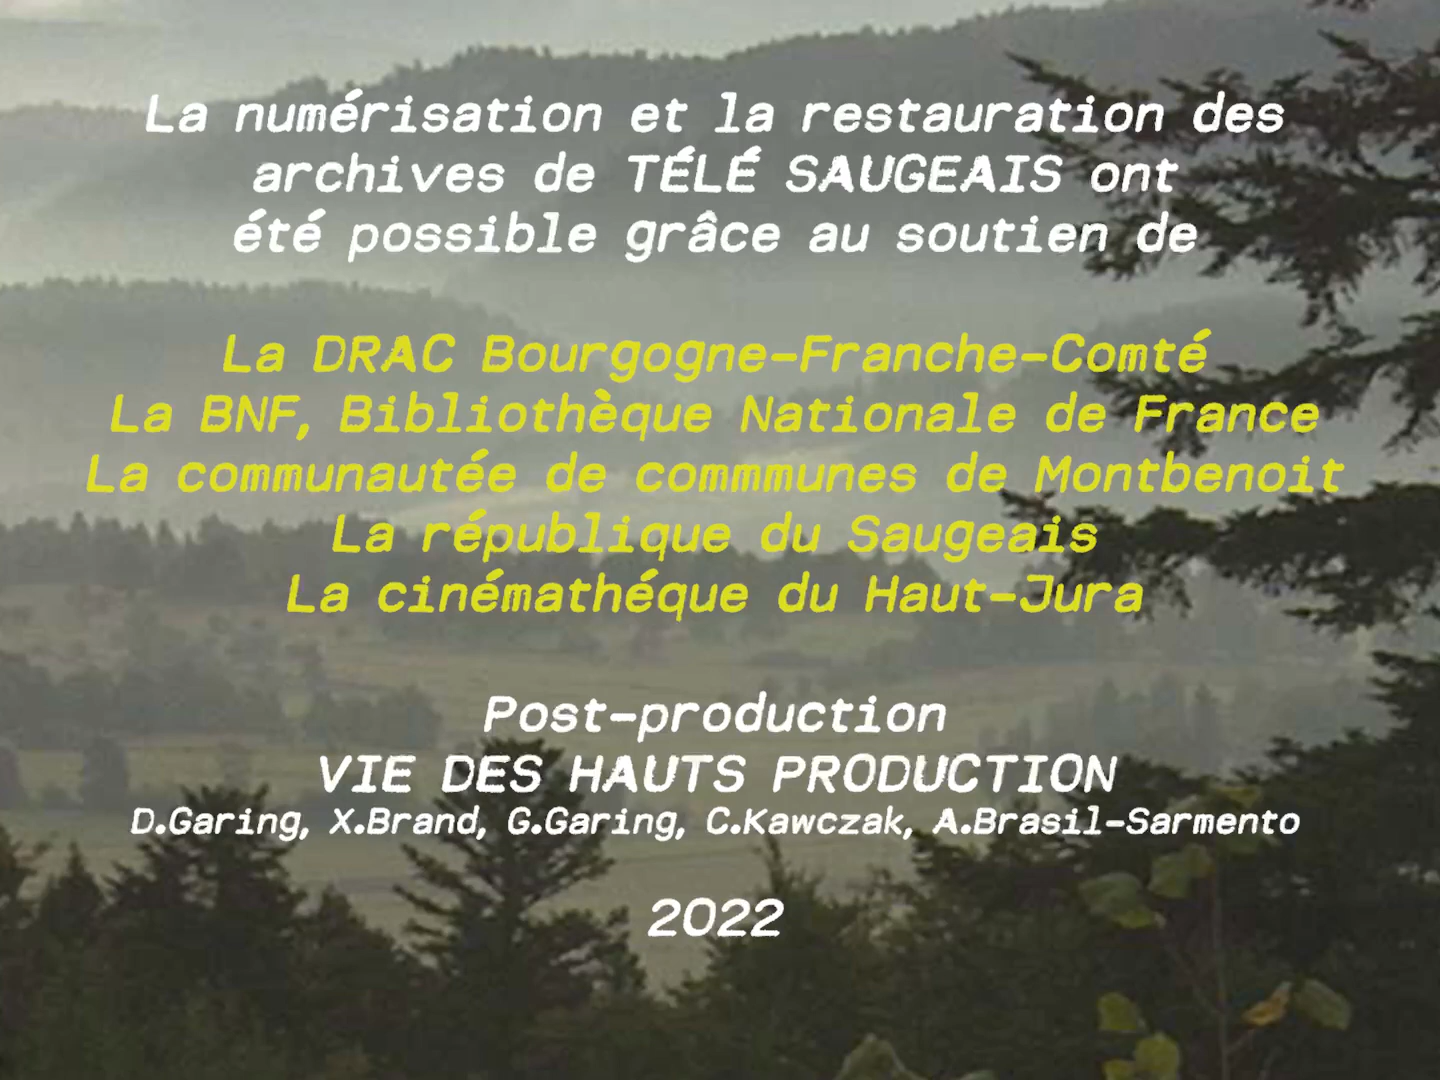 La numérisation et la restauration des
archives de TÉLÉ SAUGEAIS ont
été possible grâce au soutien de
La DRAC Bourgogne-Franche-Comté
La BNF, Bibliothèque Nationale de France
La communautée de commmunes de Montbenoit
La république du Saugeais
La cinémathéque du Haut-Jura
Post-production
VIE DES HAUTS PRODUCTION
D.Garing, X.Brand, G.Garing, C.Kawczak, A.Brasil-Sarmento
2022